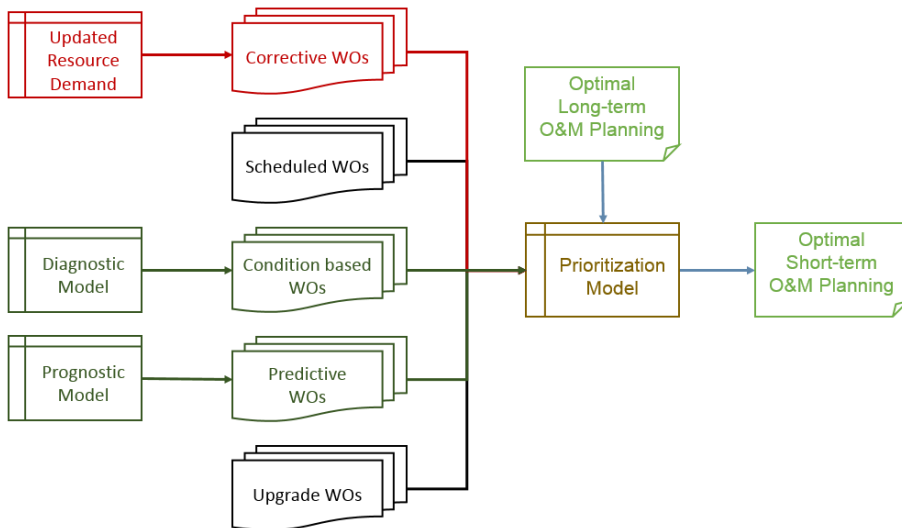 Updated
Resource
Demand
Corrective WOs
Optimal
Long-term
O&M Planning
Scheduled WOs
Diagnostic
Model
Condition based
WOs
Prioritization
Model
Optimal
Short-term
O&M Planning
Prognostic
Model
Predictive
WOs
Upgrade WOs